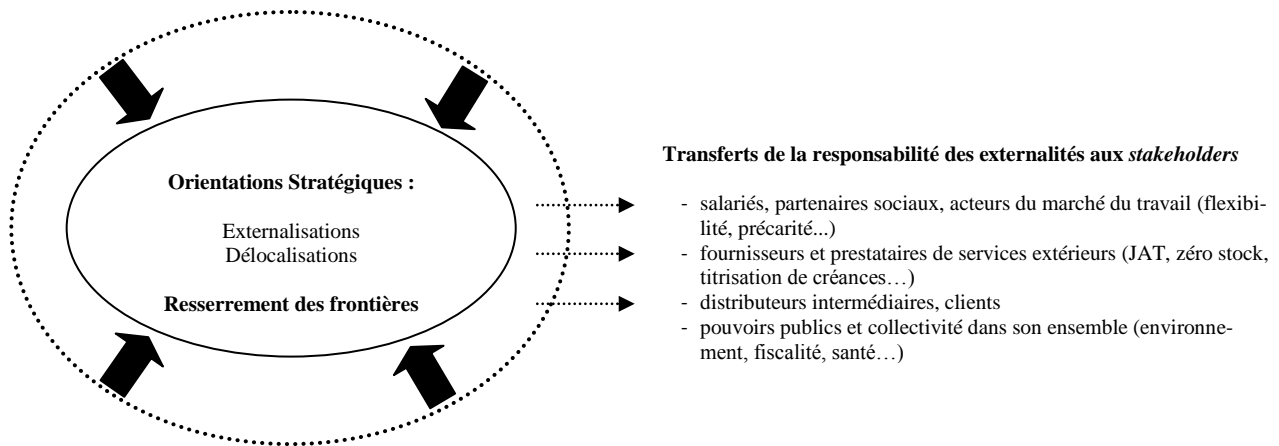 Orientations Stratégiques :
Externalisations
Délocalisations
Resserrement des frontières
Transferts de la responsabilité des externalités aux stakeholders
- salariés, partenaires sociaux, acteurs du marché du travail (flexibi-
lité, précarité...)
- fournisseurs et prestataires de services extérieurs (JAT, zéro stock,
titrisation de créances…)
- distributeurs intermédiaires, clients
- pouvoirs publics et collectivité dans son ensemble (environne-
ment, fiscalité, santé…)